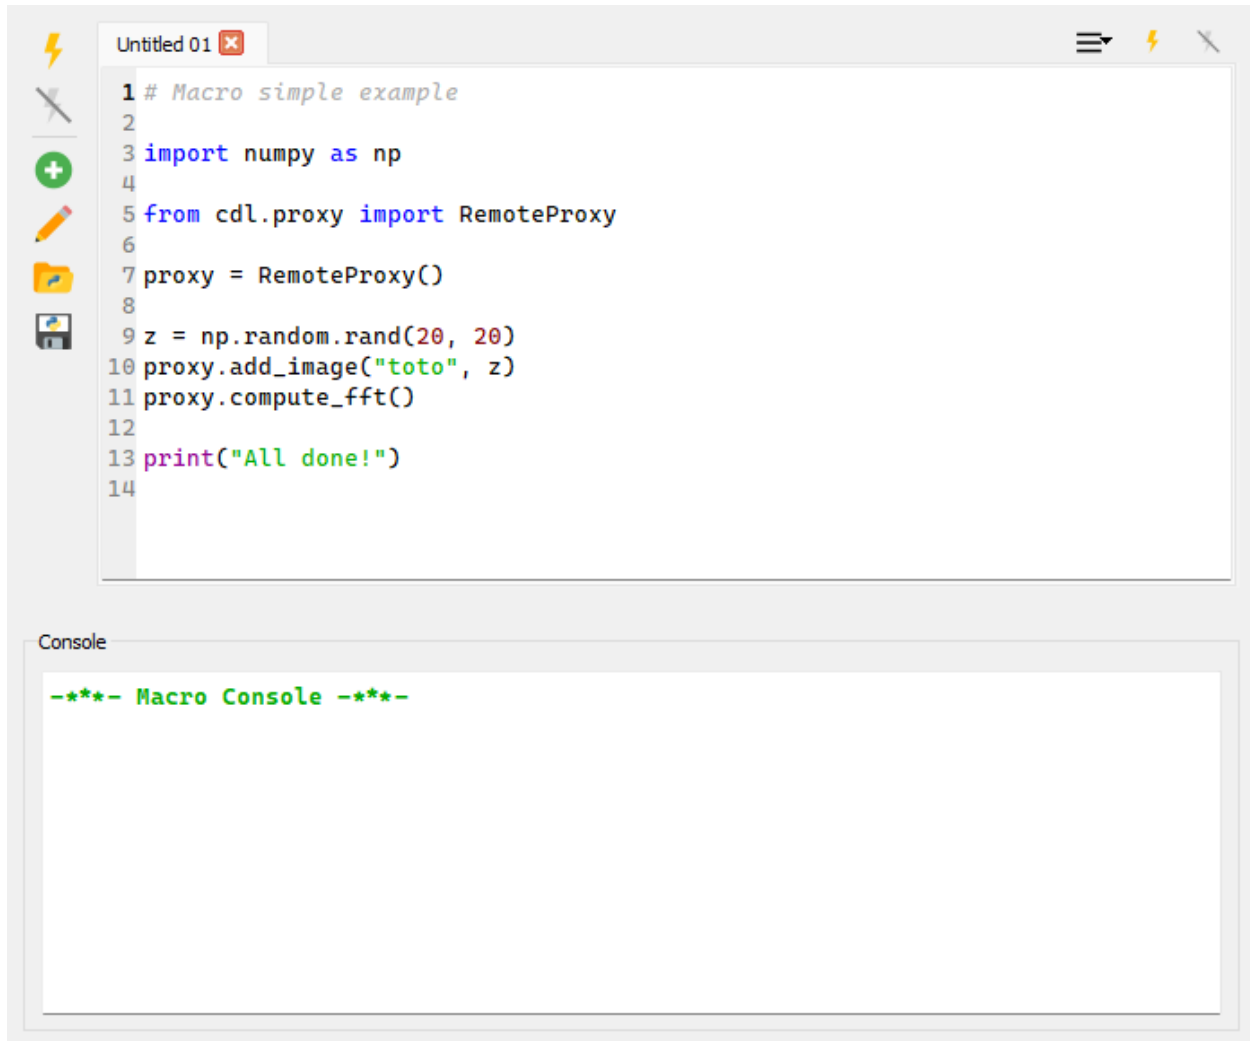 Untitled 01
1 # Macro simple example
2
3 import numpy as np
4
5 from cdl.proxy import RemoteProxy
6
7 proxy = RemoteProxy()
8
9 z = np.random.rand(20, 20)
10 proxy.add_image("toto", z)
11 proxy.compute_fft()
12
13 print("All done!")
14
Console
-***- Macro Console -***-